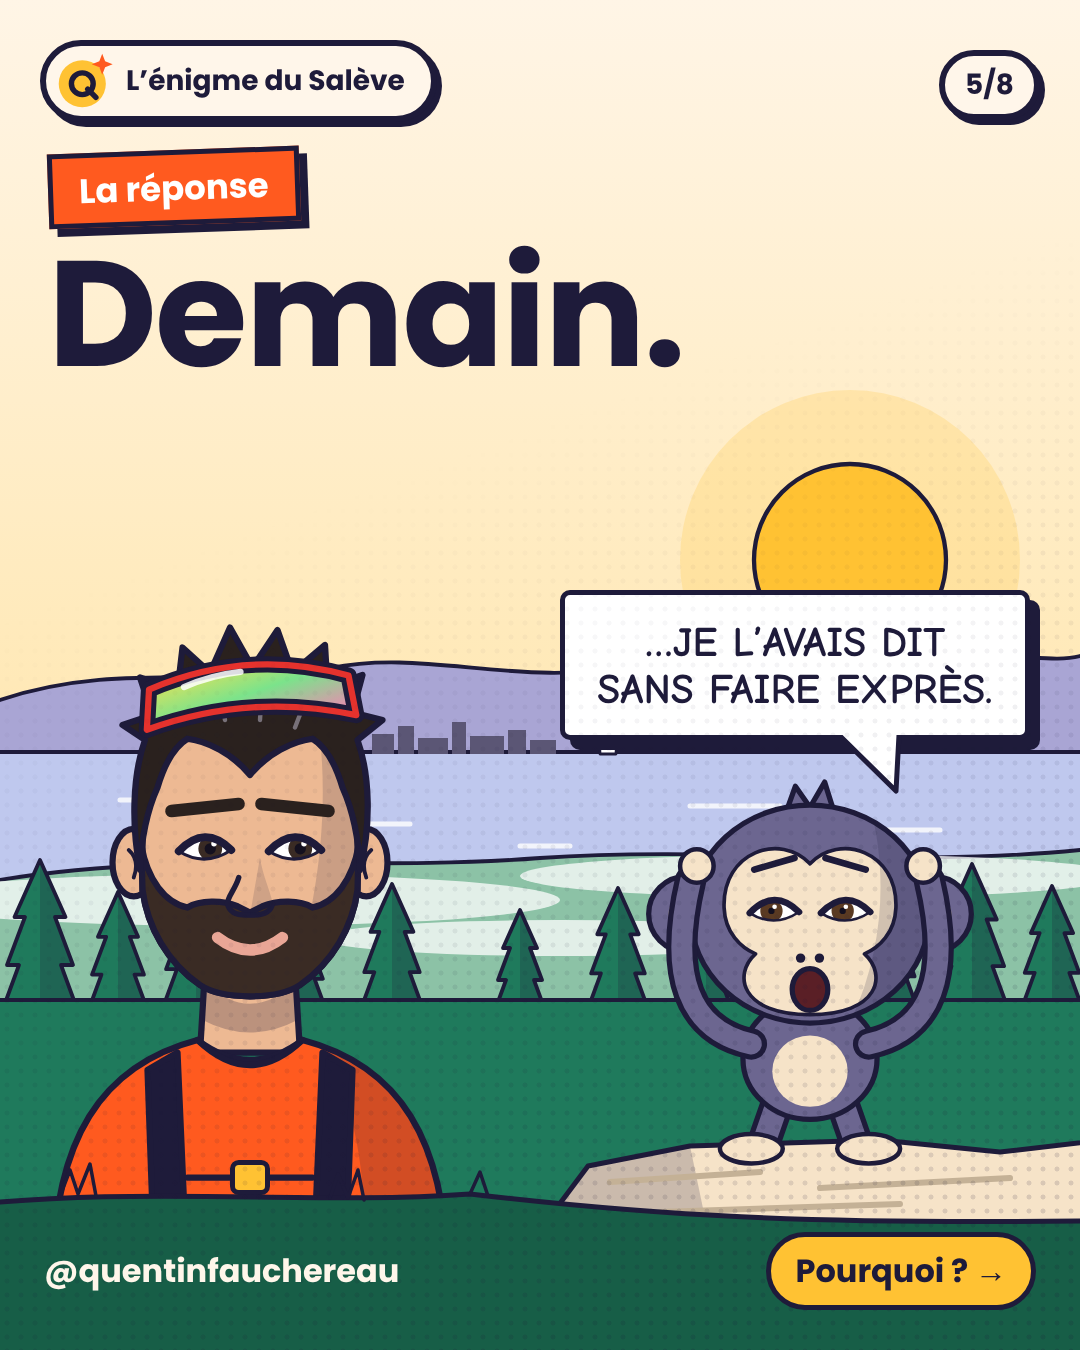 Q L’énigme du Salève
5/8
La réponse
Demain.
...JE L’AVAIS DIT
SANS FAIRE EXPRÈS.
@quentinfauchereau
Pourquoi ? →